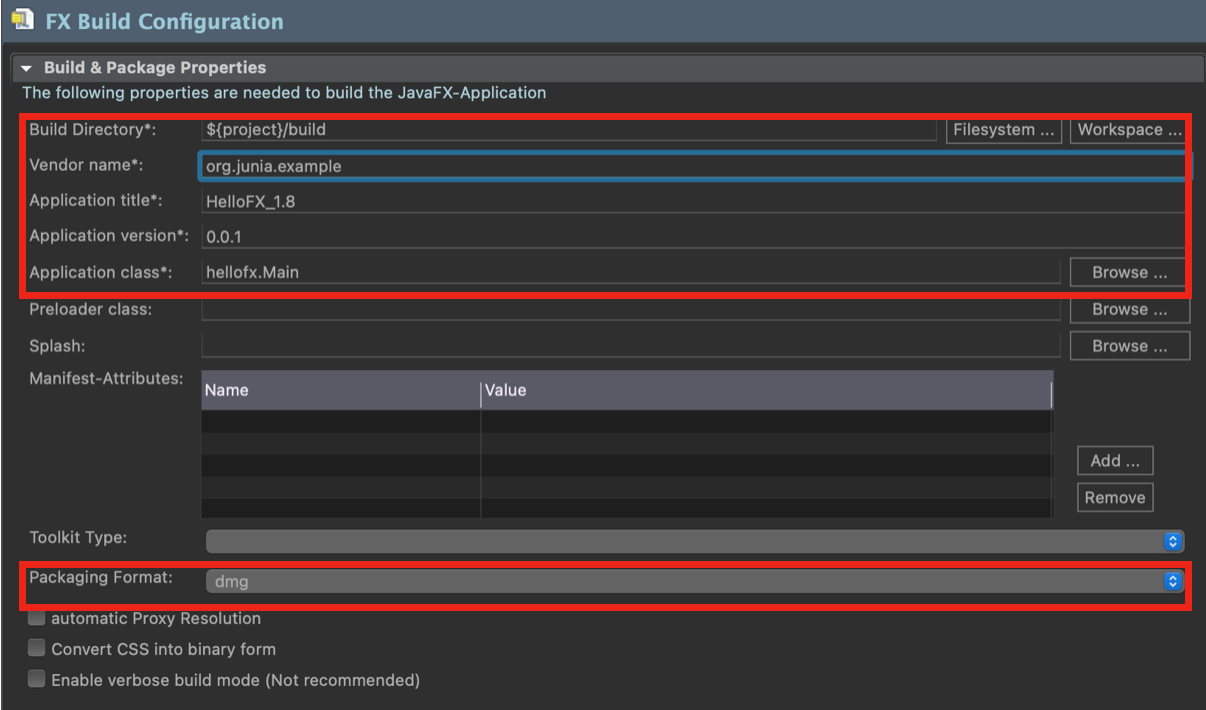 FX Build Configuration
Build & Package Properties
The following properties are needed to build the JavaFX-Application
Build Directory*: ${project}/build Filesystem ... Workspace ...
Vendor name*: org.junia.example
Application title*: HelloFX_1.8
Application version*: 0.0.1
Application class*: hellofx.Main Browse ...
Preloader class: Browse ...
Splash: Browse ...
Manifest-Attributes: Name Value
Add ...
Remove
Toolkit Type:
Packaging Format: dmg
automatic Proxy Resolution
Convert CSS into binary form
Enable verbose build mode (Not recommended)